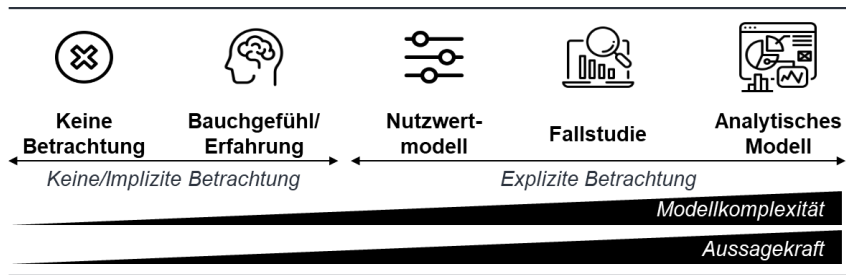 Keine
Betrachtung
Bauchgefühl/
Erfahrung
Nutzwert-
modell
Fallstudie
Analytisches
Modell
Keine/Implizite Betrachtung
Explizite Betrachtung
Modellkomplexität
Aussagekraft